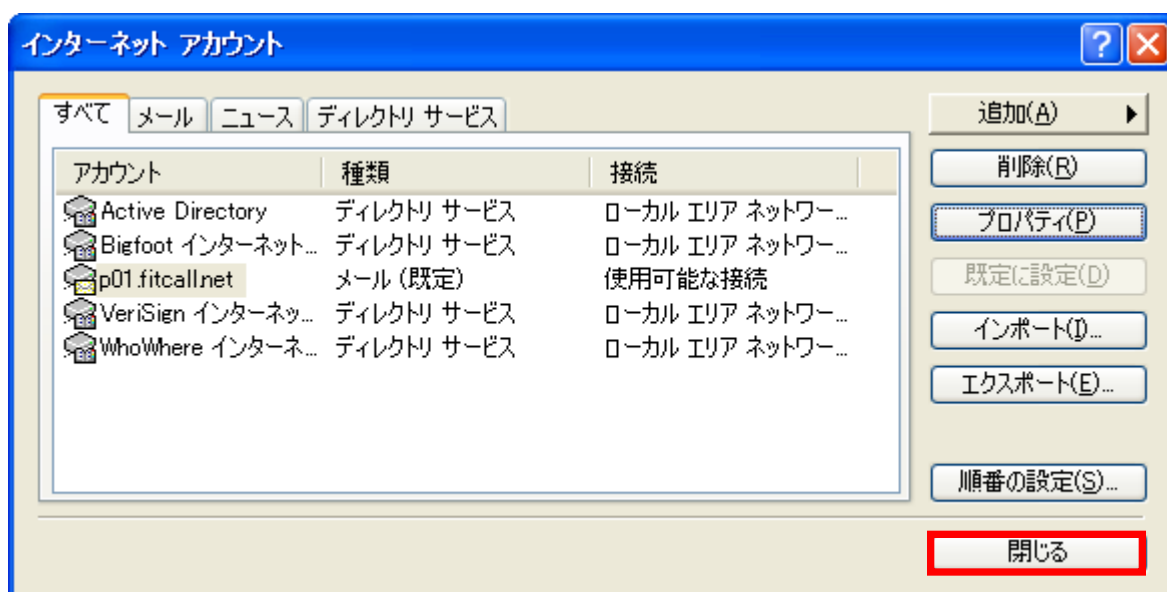 インターネット アカウント
すべて メール ニュース ディレクトリ サービス
追加(A)
アカウント 種類 接続
削除(R)
Active Directory ディレクトリ サービス ローカル エリア ネットワー...
プロパティ(P)
Bigfoot インターネット... ディレクトリ サービス ローカル エリア ネットワー...
p01.fitcall.net メール (既定) 使用可能な接続
既定に設定(D)
VeriSign インターネッ... ディレクトリ サービス ローカル エリア ネットワー...
インポート(I)...
WhoWhere インターネ... ディレクトリ サービス ローカル エリア ネットワー...
エクスポート(E)...
順番の設定(S)...
閉じる